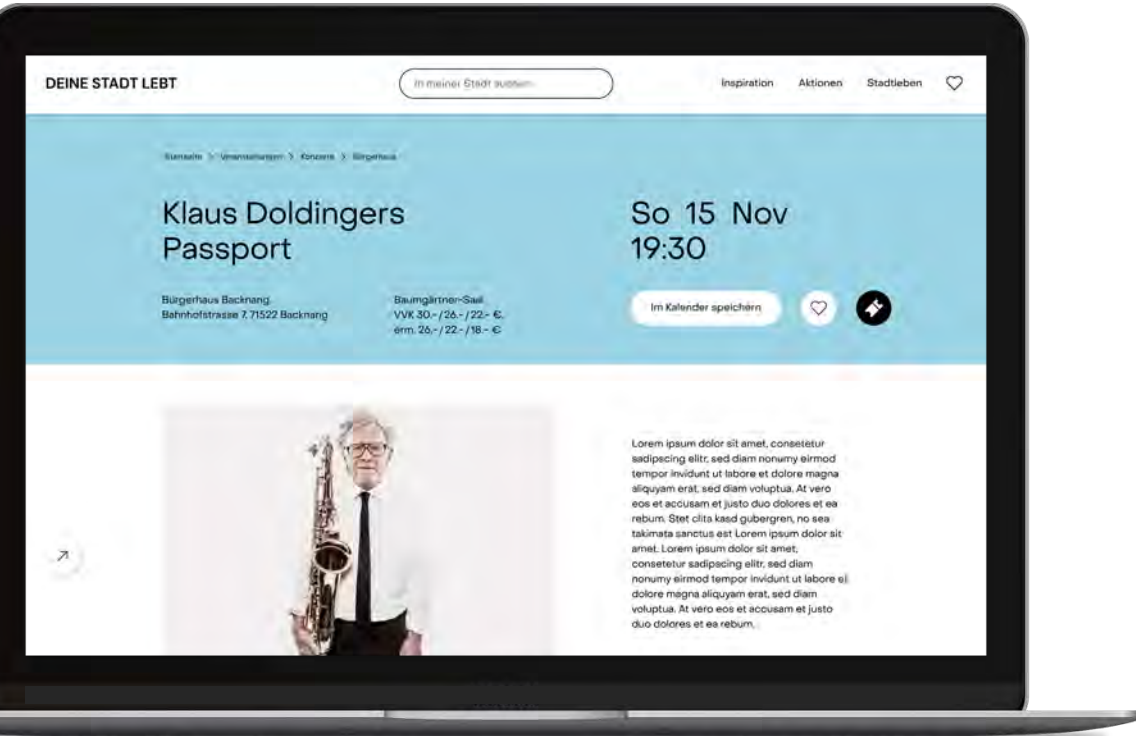 DEINE STADT LEBT
In meiner Stadt suchen
Inspiration Aktionen Stadtleben
Startseite > Veranstaltungen > Konzerte > Bürgerhaus
Klaus Doldingers
Passport
So 15 Nov
19:30
Bürgerhaus Backnang
Bahnhofstrasse 7, 71522 Backnang
Baumgärtner-Saal
VVK 30.-/26.-/22.- €.
erm. 26.-/22.-/18.- €
Im Kalender speichern
Lorem ipsum dolor sit amet, consetetur
sadipscing elitr, sed diam nonumy eirmod
tempor invidunt ut labore et dolore magna
aliquyam erat, sed diam voluptua. At vero
eos et accusam et justo duo dolores et ea
rebum. Stet clita kasd gubergren, no sea
takimata sanctus est Lorem ipsum dolor sit
amet. Lorem ipsum dolor sit amet,
consetetur sadipscing elitr, sed diam
nonumy eirmod tempor invidunt ut labore et
dolore magna aliquyam erat, sed diam
voluptua. At vero eos et accusam et justo
duo dolores et ea rebum.